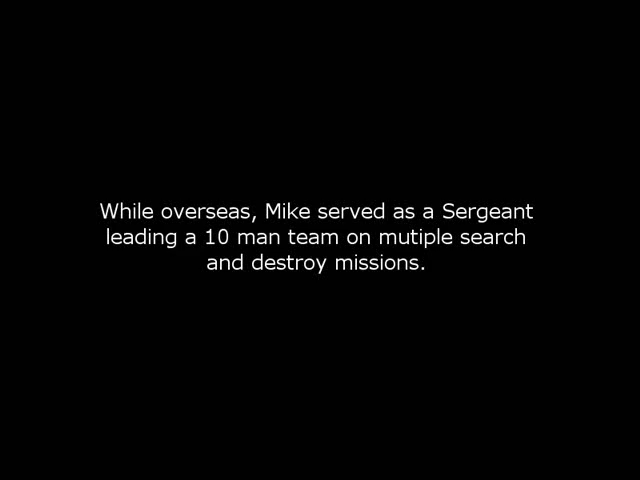 While overseas, Mike served as a Sergeant
leading a 10 man team on mutiple search
and destroy missions.